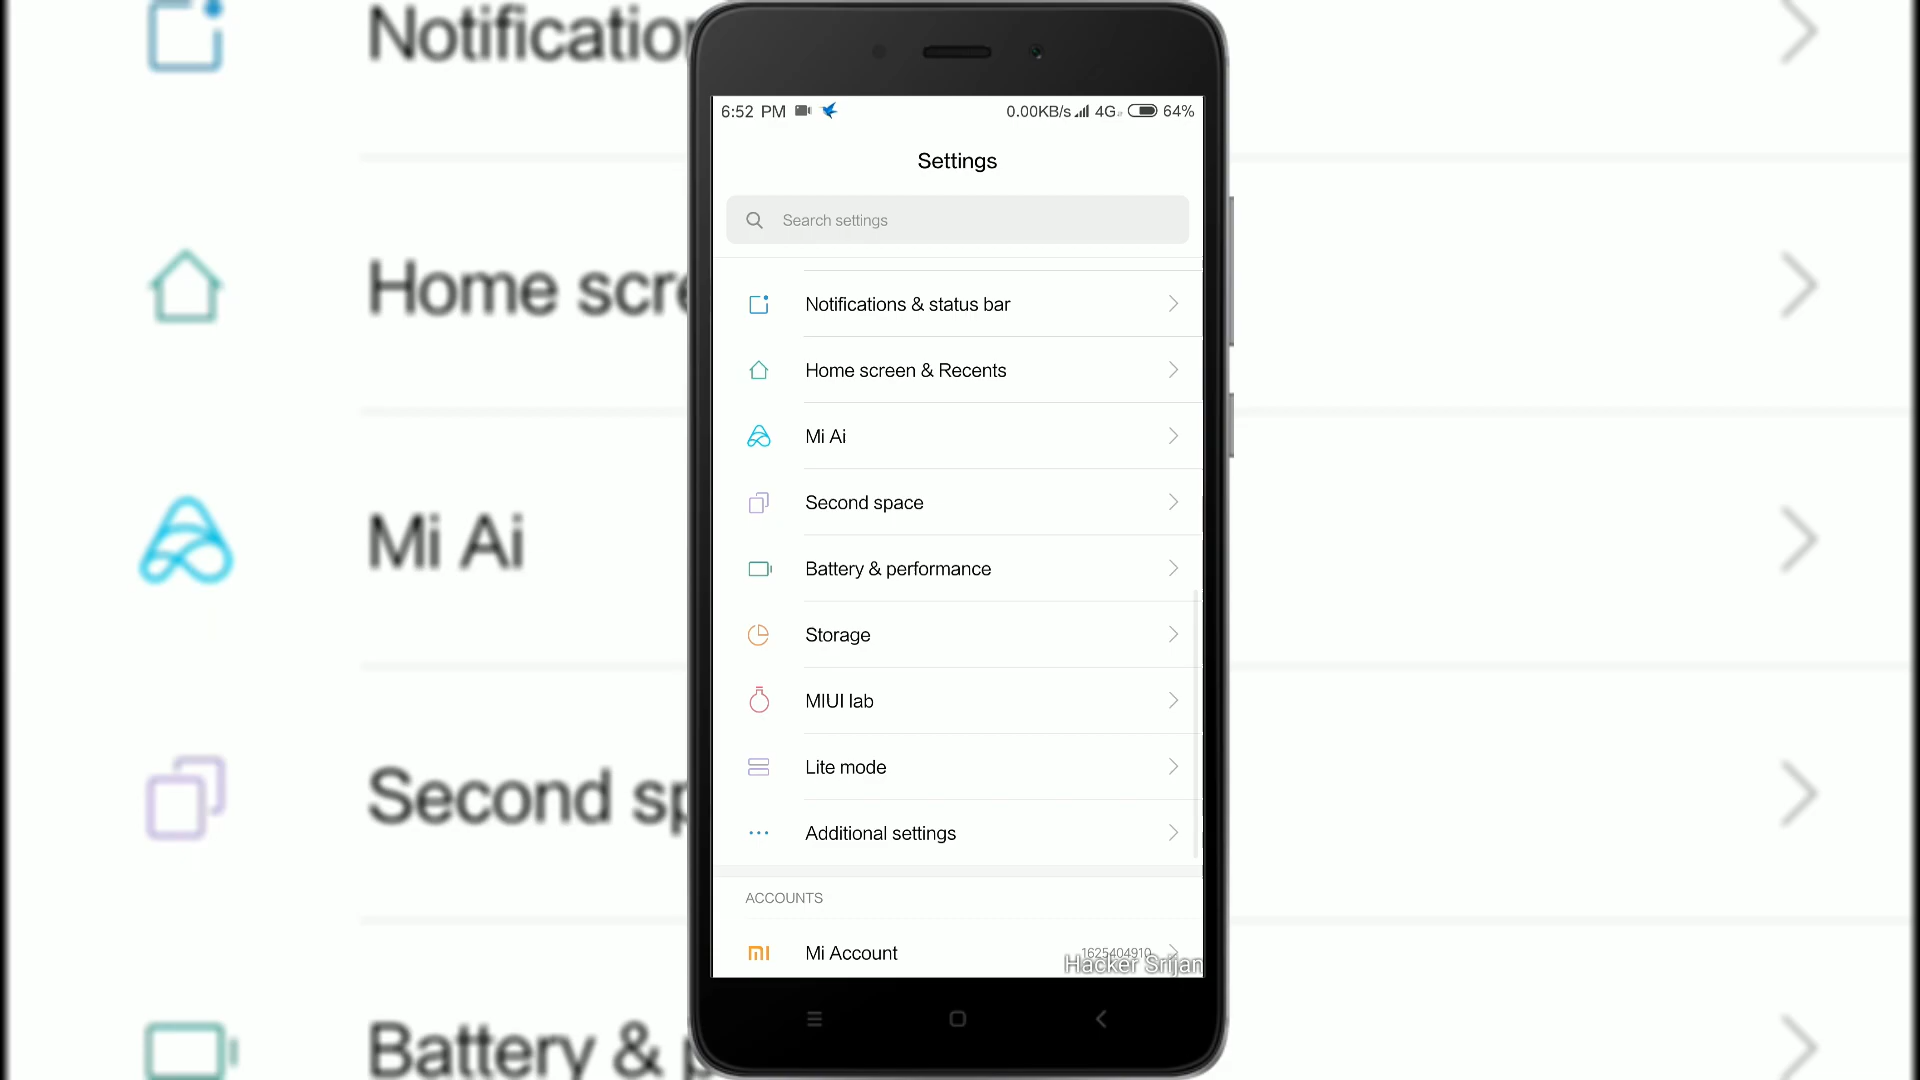 Notification
6:52 PM
0.00KB/s 4G 64%
Settings
Search settings
Notifications & status bar
Home screen & Recents
Home scre
Mi Ai
Mi Ai
Second space
Battery & performance
Storage
MIUI lab
Lite mode
Second sp
Additional settings
ACCOUNTS
Mi Account
1625404910
Hacker Srijan
Battery & p